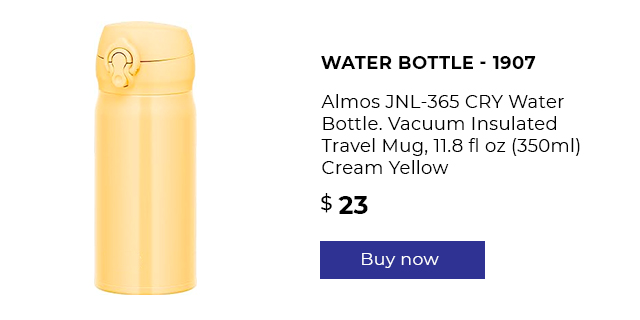 WATER BOTTLE - 1907
Almos JNL-365 CRY Water
Bottle. Vacuum Insulated
Travel Mug, 11.8 fl oz (350ml)
Cream Yellow
$ 23
Buy now